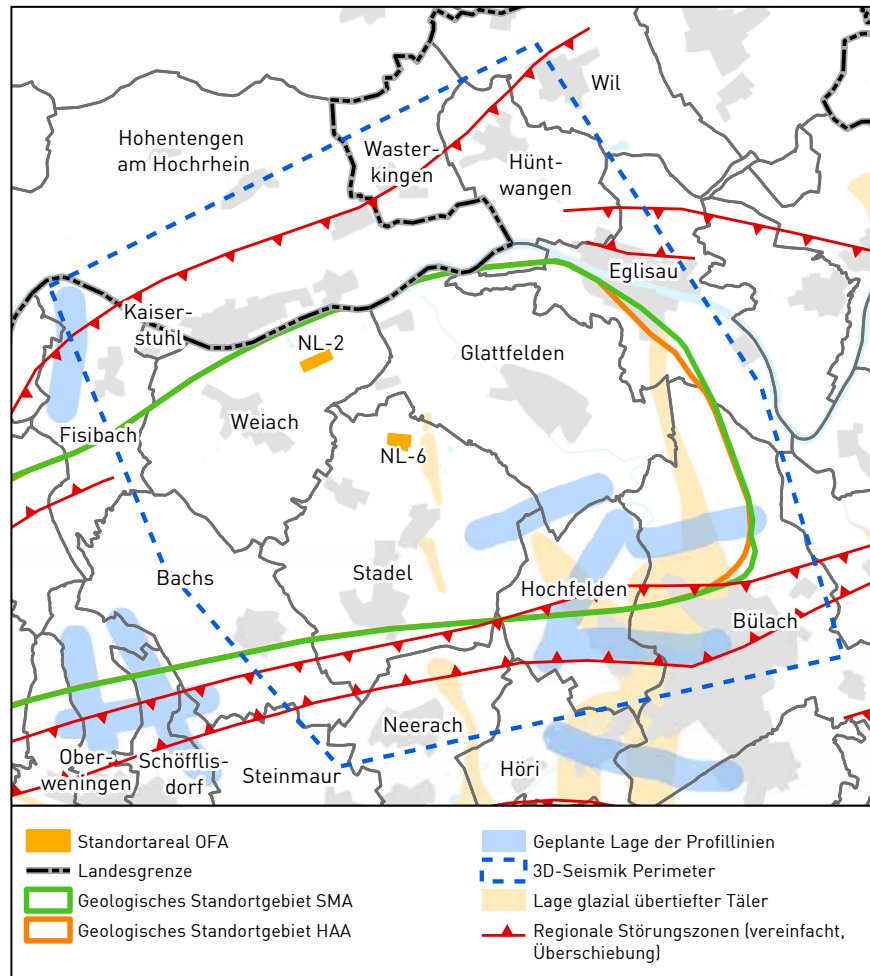 Wil
Hohentengen
am Hochrhein
Waster-
kingen
Hünt-
wangen
Eglisau
Kaiser-
stuhl
NL-2
Glattfelden
Weiach
Fisibach
NL-6
Bachs
Stadel
Hochfelden
Bülach
Neerach
Ober-
weningen
Schöfflis-
dorf
Steinmaur
Höri
Standortareal OFA
Landesgrenze
Geologisches Standortgebiet SMA
Geologisches Standortgebiet HAA
Geplante Lage der Profillinien
3D-Seismik Perimeter
Lage glazial übertiefter Täler
Regionale Störungszonen (vereinfacht,
Überschiebung)